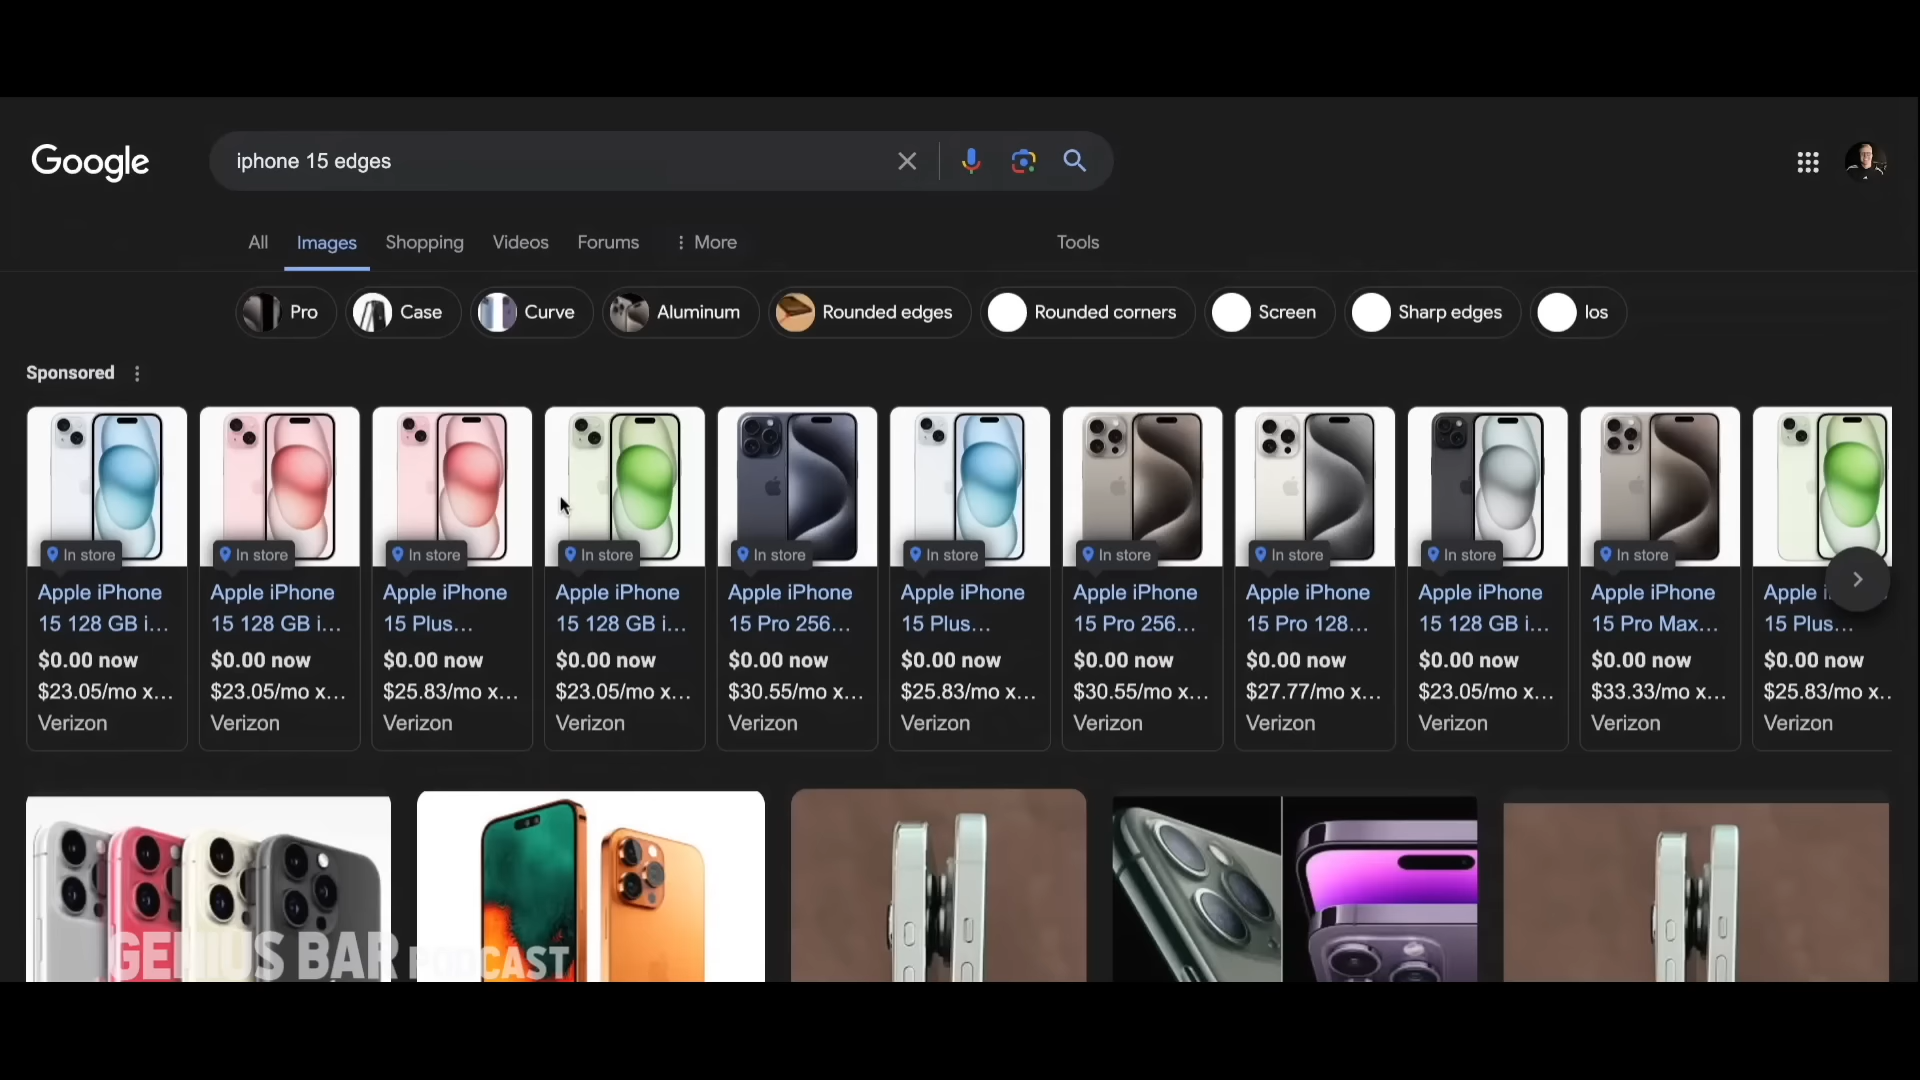 Google
iphone 15 edges
All Images Shopping Videos Forums More Tools
Pro Case Curve Aluminum Rounded edges Rounded corners Screen Sharp edges Ios
Sponsored
In store In store In store In store In store In store In store In store In store In store
Apple iPhone Apple iPhone Apple iPhone Apple iPhone Apple iPhone Apple iPhone Apple iPhone Apple iPhone Apple iPhone Apple iPhone Apple
15 128 GB i... 15 128 GB i... 15 Plus... 15 128 GB i... 15 Pro 256... 15 Plus... 15 Pro 256... 15 Pro 128... 15 128 GB i... 15 Pro Max... 15 Plus...
$0.00 now $0.00 now $0.00 now $0.00 now $0.00 now $0.00 now $0.00 now $0.00 now $0.00 now $0.00 now $0.00 now
$23.05/mo x... $23.05/mo x... $25.83/mo x... $23.05/mo x... $30.55/mo x... $25.83/mo x... $30.55/mo x... $27.77/mo x... $23.05/mo x... $33.33/mo x... $25.83/mo x..
Verizon Verizon Verizon Verizon Verizon Verizon Verizon Verizon Verizon Verizon Verizon
GENIUS BAR PODCAST